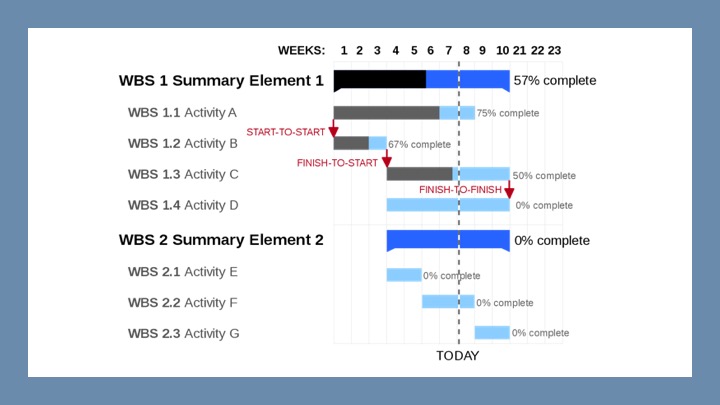 WEEKS: 1 2 3 4 5 6 7 8 9 10 21 22 23
WBS 1 Summary Element 1 57% complete
WBS 1.1 Activity A 75% complete
START-TO-START
WBS 1.2 Activity B 67% complete
FINISH-TO-START
WBS 1.3 Activity C 50% complete
FINISH-TO-FINISH
WBS 1.4 Activity D 0% complete
WBS 2 Summary Element 2 0% complete
WBS 2.1 Activity E 0% complete
WBS 2.2 Activity F 0% complete
WBS 2.3 Activity G 0% complete
TODAY